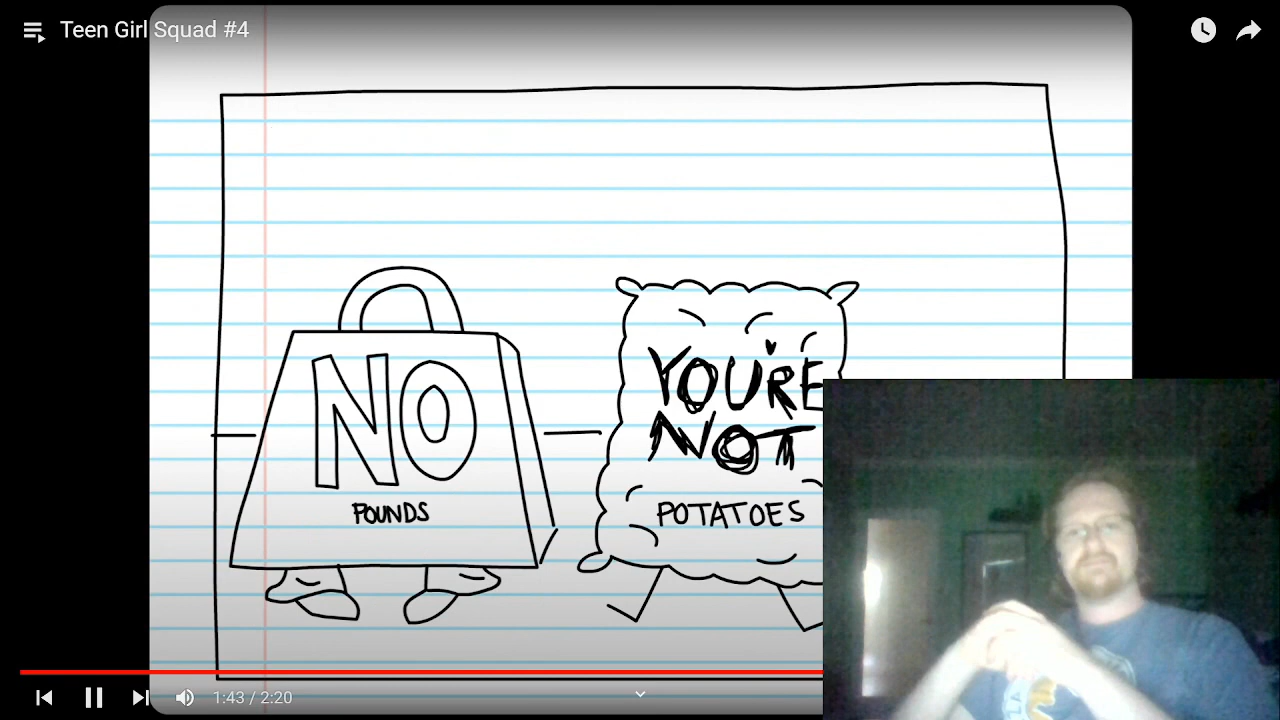 Teen Girl Squad #4
NO
POUNDS
YOU'RE
NOT
POTATOES
1:43 / 2:20